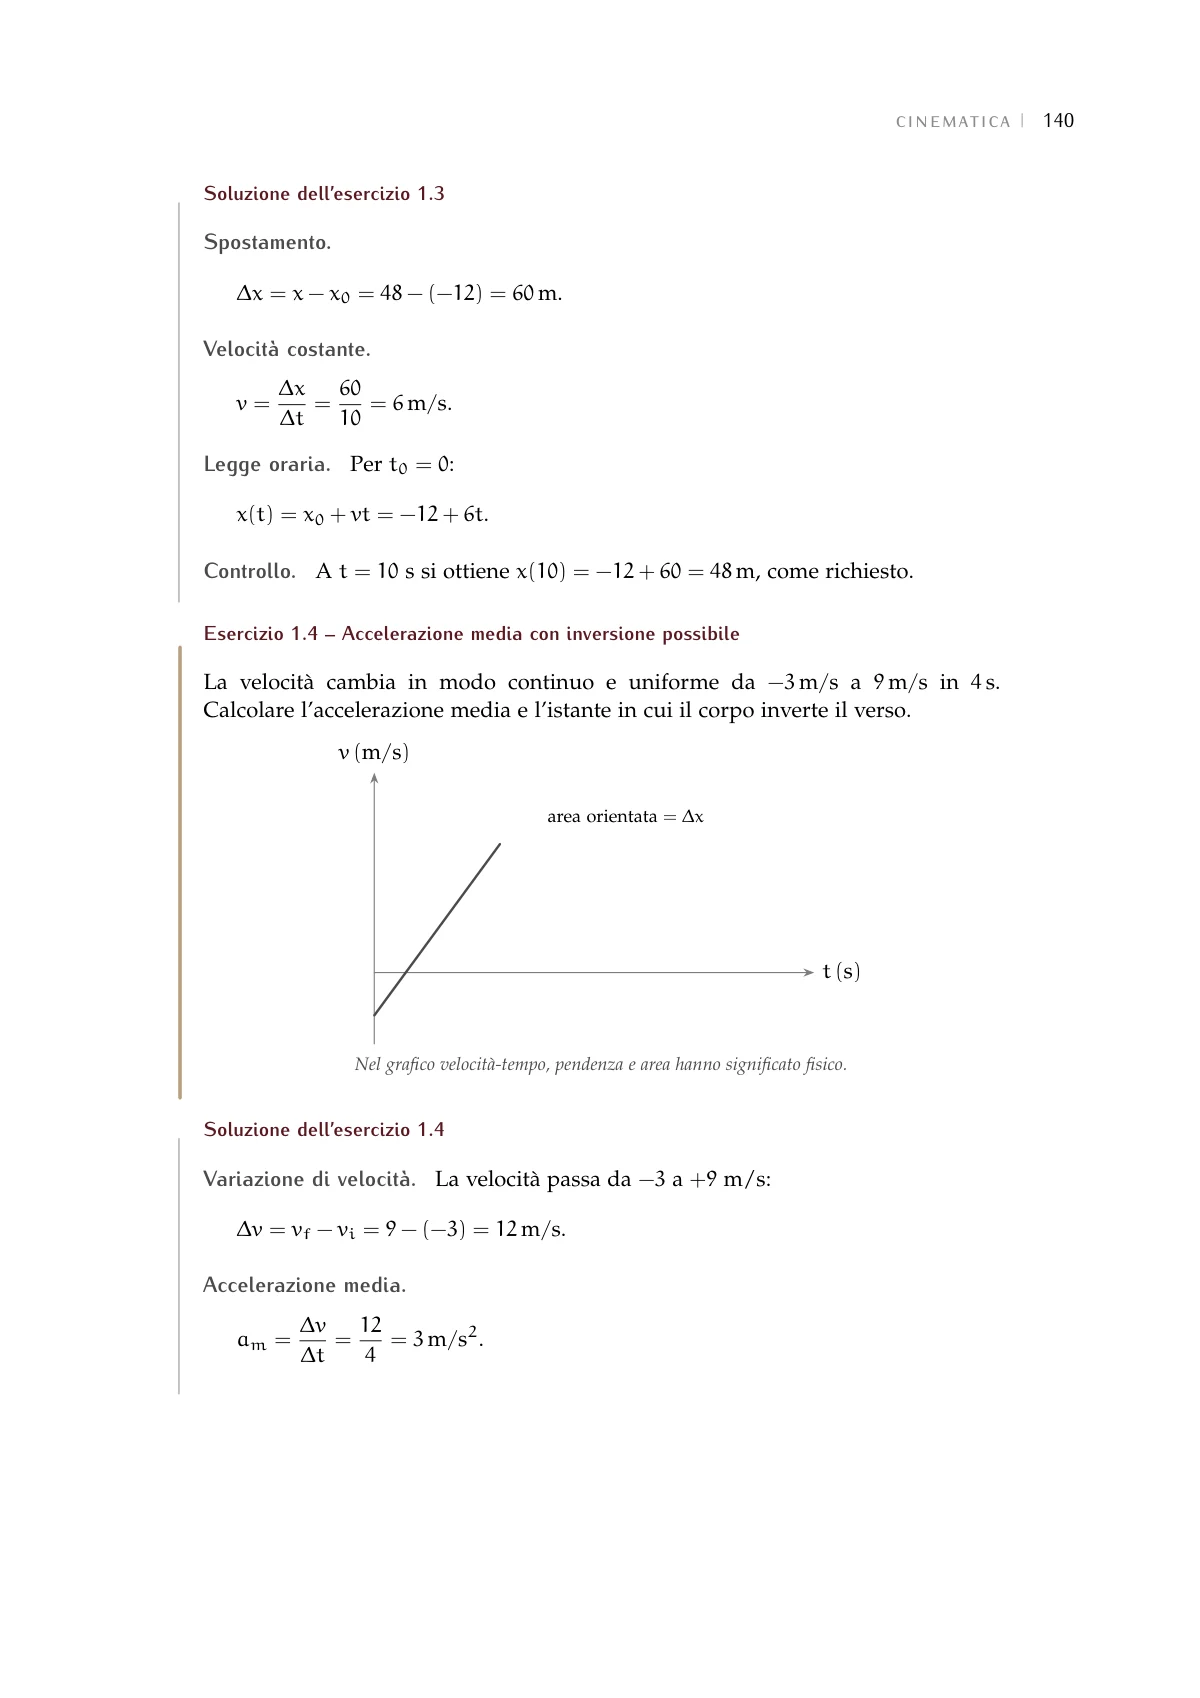 CINEMATICA | 140
Soluzione dell'esercizio 1.3
Spostamento.
Δx = x − x₀ = 48 − (−12) = 60 m.
Velocità costante.
v = Δx/Δt = 60/10 = 6 m/s.
Legge oraria. Per t₀ = 0:
x(t) = x₀ + vt = −12 + 6t.
Controllo. A t = 10 s si ottiene x(10) = −12 + 60 = 48 m, come richiesto.
Esercizio 1.4 – Accelerazione media con inversione possibile
La velocità cambia in modo continuo e uniforme da −3 m/s a 9 m/s in 4 s.
Calcolare l'accelerazione media e l'istante in cui il corpo inverte il verso.
v (m/s)
area orientata = Δx
t (s)
Nel grafico velocità-tempo, pendenza e area hanno significato fisico.
Soluzione dell'esercizio 1.4
Variazione di velocità. La velocità passa da −3 a +9 m/s:
Δv = v_f − v_i = 9 − (−3) = 12 m/s.
Accelerazione media.
a_m = Δv/Δt = 12/4 = 3 m/s².